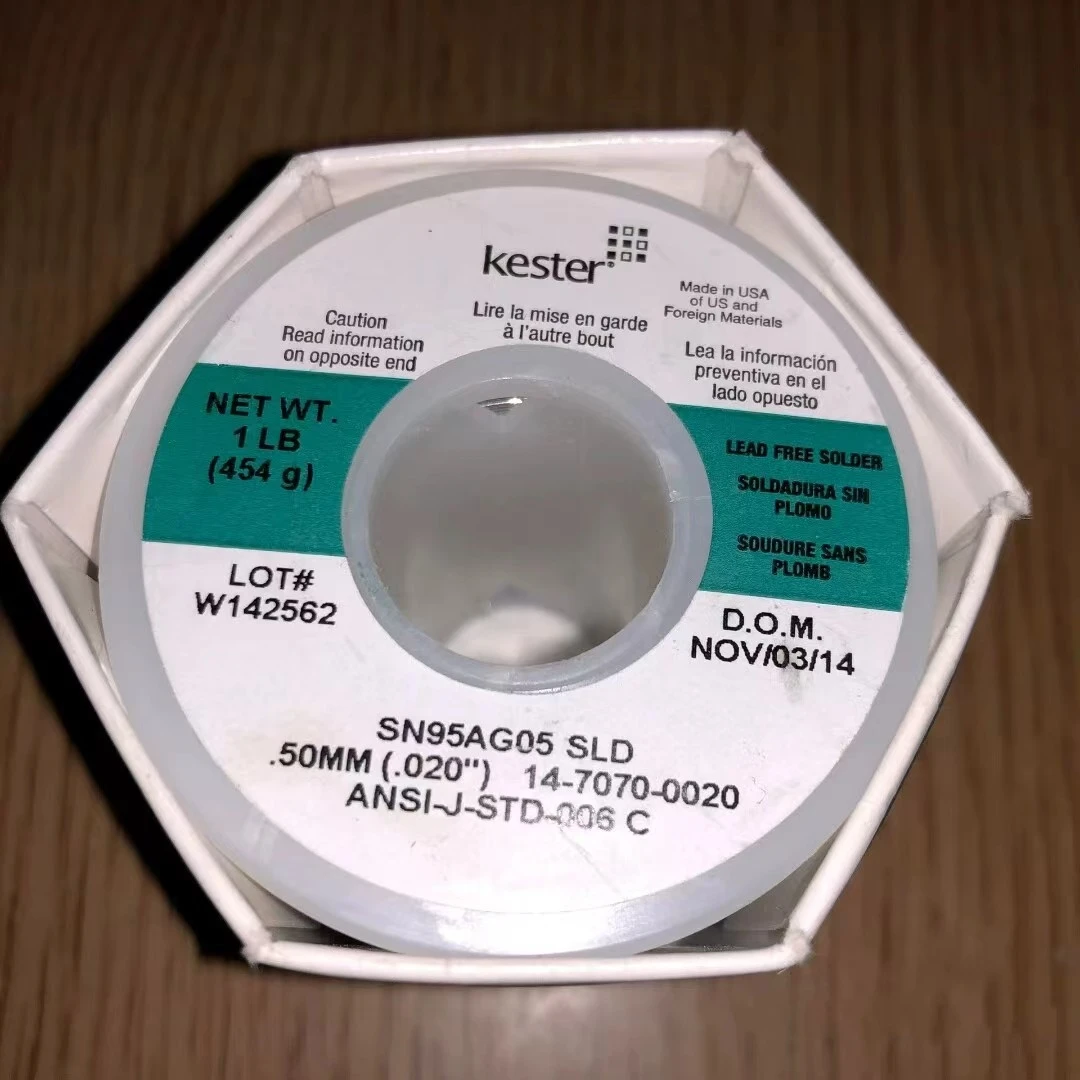 kester®
Made in USA
of US and
Foreign Materials
Caution
Read information
on opposite end
Lire la mise en garde
à l'autre bout
Lea la información
preventiva en el
lado opuesto
NET WT.
1 LB
(454 g)
LEAD FREE SOLDER
SOLDADURA SIN
PLOMO
SOUDURE SANS
PLOMB
LOT#
W142562
D.O.M.
NOV/03/14
SN95AG05 SLD
.50MM (.020") 14-7070-0020
ANSI-J-STD-006 C